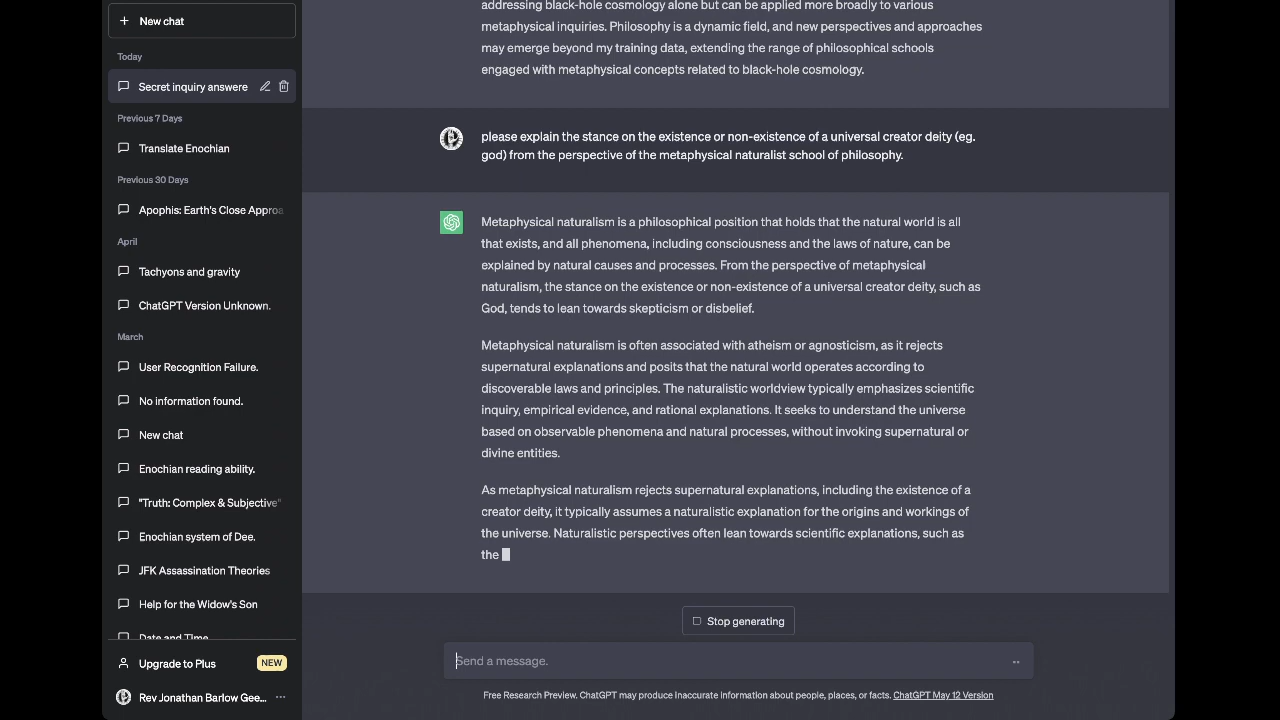 New chat
Today
Secret inquiry answere
Previous 7 Days
Translate Enochian
Previous 30 Days
Apophis: Earth's Close Approa
April
Tachyons and gravity
ChatGPT Version Unknown.
March
User Recognition Failure.
No information found.
New chat
Enochian reading ability.
"Truth: Complex & Subjective"
Enochian system of Dee.
JFK Assassination Theories
Help for the Widow's Son
Date and Time
Upgrade to Plus NEW
Rev Jonathan Barlow Gee...
addressing black-hole cosmology alone but can be applied more broadly to various
metaphysical inquiries. Philosophy is a dynamic field, and new perspectives and approaches
may emerge beyond my training data, extending the range of philosophical schools
engaged with metaphysical concepts related to black-hole cosmology.
please explain the stance on the existence or non-existence of a universal creator deity (eg.
god) from the perspective of the metaphysical naturalist school of philosophy.
Metaphysical naturalism is a philosophical position that holds that the natural world is all
that exists, and all phenomena, including consciousness and the laws of nature, can be
explained by natural causes and processes. From the perspective of metaphysical
naturalism, the stance on the existence or non-existence of a universal creator deity, such as
God, tends to lean towards skepticism or disbelief.
Metaphysical naturalism is often associated with atheism or agnosticism, as it rejects
supernatural explanations and posits that the natural world operates according to
discoverable laws and principles. The naturalistic worldview typically emphasizes scientific
inquiry, empirical evidence, and rational explanations. It seeks to understand the universe
based on observable phenomena and natural processes, without invoking supernatural or
divine entities.
As metaphysical naturalism rejects supernatural explanations, including the existence of a
creator deity, it typically assumes a naturalistic explanation for the origins and workings of
the universe. Naturalistic perspectives often lean towards scientific explanations, such as
the
Stop generating
Send a message.
Free Research Preview. ChatGPT may produce inaccurate information about people, places, or facts. ChatGPT May 12 Version